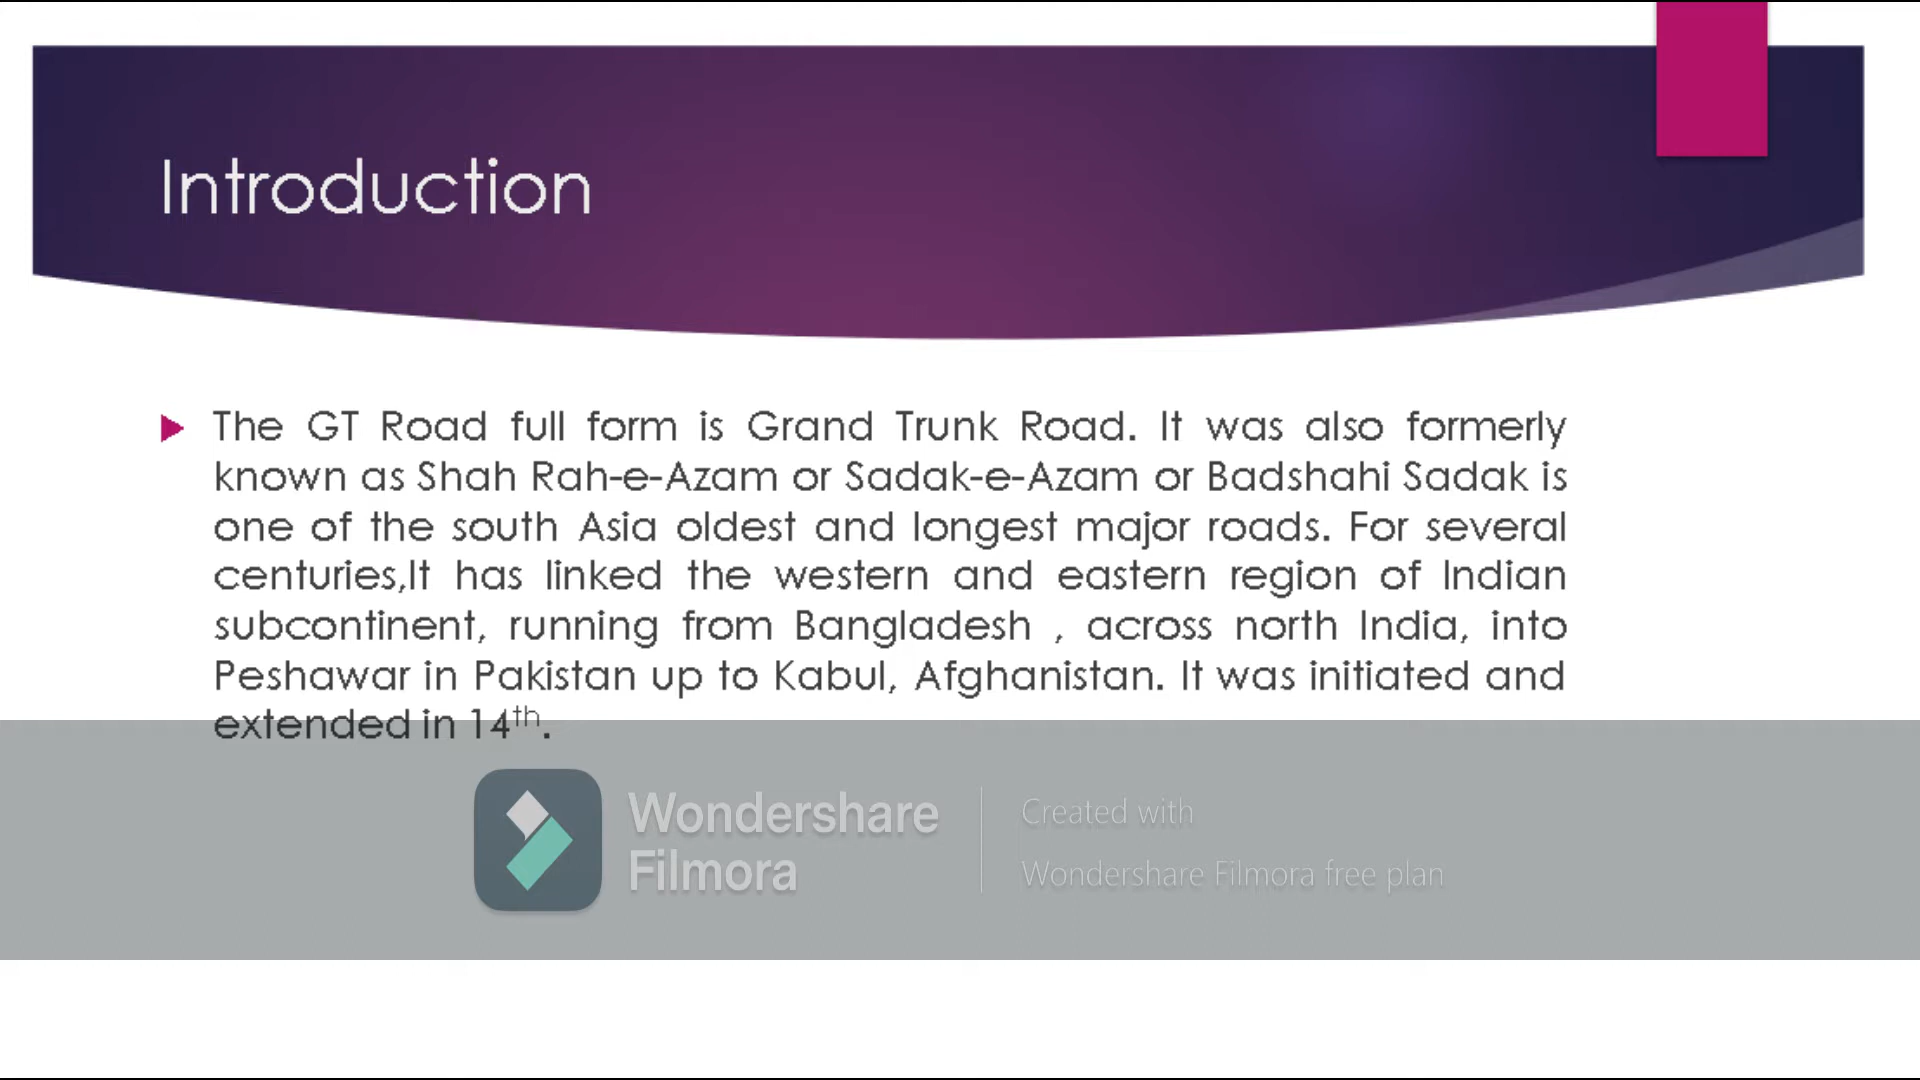 Introduction
The GT Road full form is Grand Trunk Road. It was also formerly
known as Shah Rah-e-Azam or Sadak-e-Azam or Badshahi Sadak is
one of the south Asia oldest and longest major roads. For several
centuries,It has linked the western and eastern region of Indian
subcontinent, running from Bangladesh , across north India, into
Peshawar in Pakistan up to Kabul, Afghanistan. It was initiated and
extended in 14th.
Wondershare
Filmora
Created with
Wondershare Filmora free plan